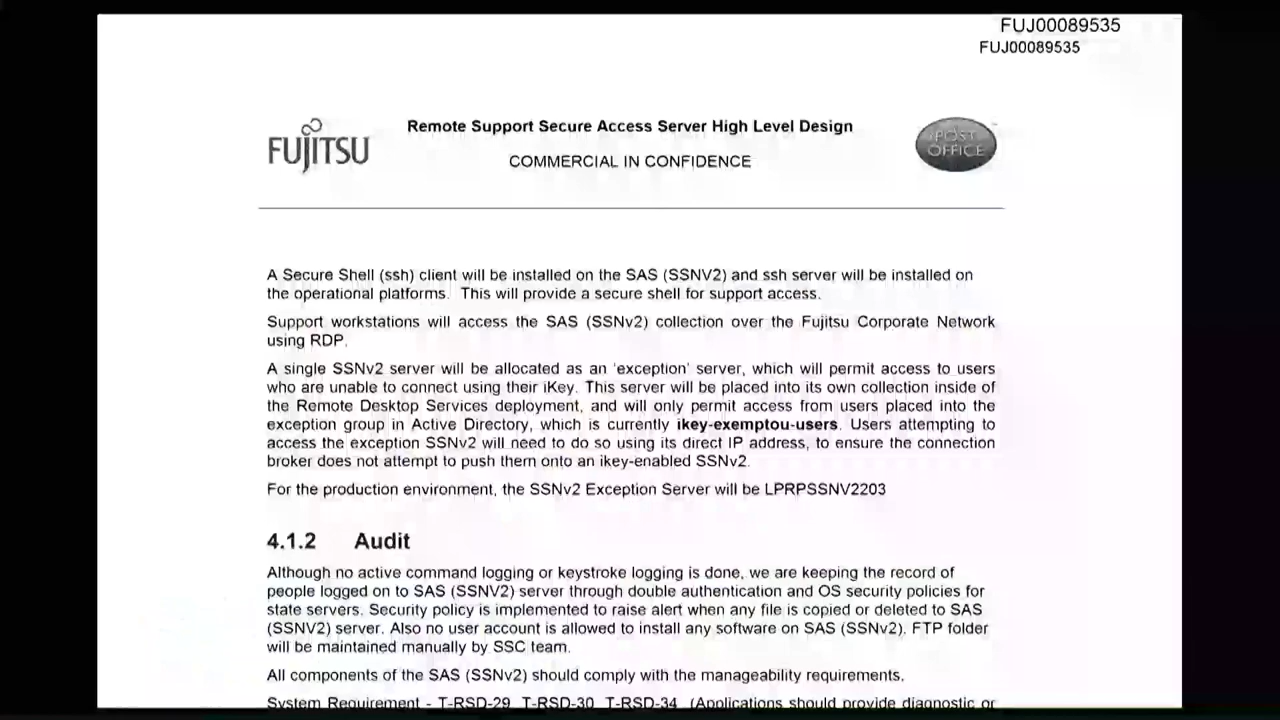 FUJ00089535
FUJ00089535
FUJITSU
Remote Support Secure Access Server High Level Design
COMMERCIAL IN CONFIDENCE
POST
OFFICE
A Secure Shell (ssh) client will be installed on the SAS (SSNV2) and ssh server will be installed on
the operational platforms.  This will provide a secure shell for support access.
Support workstations will access the SAS (SSNv2) collection over the Fujitsu Corporate Network
using RDP.
A single SSNv2 server will be allocated as an 'exception' server, which will permit access to users
who are unable to connect using their iKey. This server will be placed into its own collection inside of
the Remote Desktop Services deployment, and will only permit access from users placed into the
exception group in Active Directory, which is currently ikey-exemptou-users. Users attempting to
access the exception SSNv2 will need to do so using its direct IP address, to ensure the connection
broker does not attempt to push them onto an ikey-enabled SSNv2.
For the production environment, the SSNv2 Exception Server will be LPRPSSNV2203
4.1.2 Audit
Although no active command logging or keystroke logging is done, we are keeping the record of
people logged on to SAS (SSNV2) server through double authentication and OS security policies for
state servers. Security policy is implemented to raise alert when any file is copied or deleted to SAS
(SSNV2) server. Also no user account is allowed to install any software on SAS (SSNv2). FTP folder
will be maintained manually by SSC team.
All components of the SAS (SSNv2) should comply with the manageability requirements.
System Requirement - T-RSD-29, T-RSD-30, T-RSD-34 (Applications should provide diagnostic or